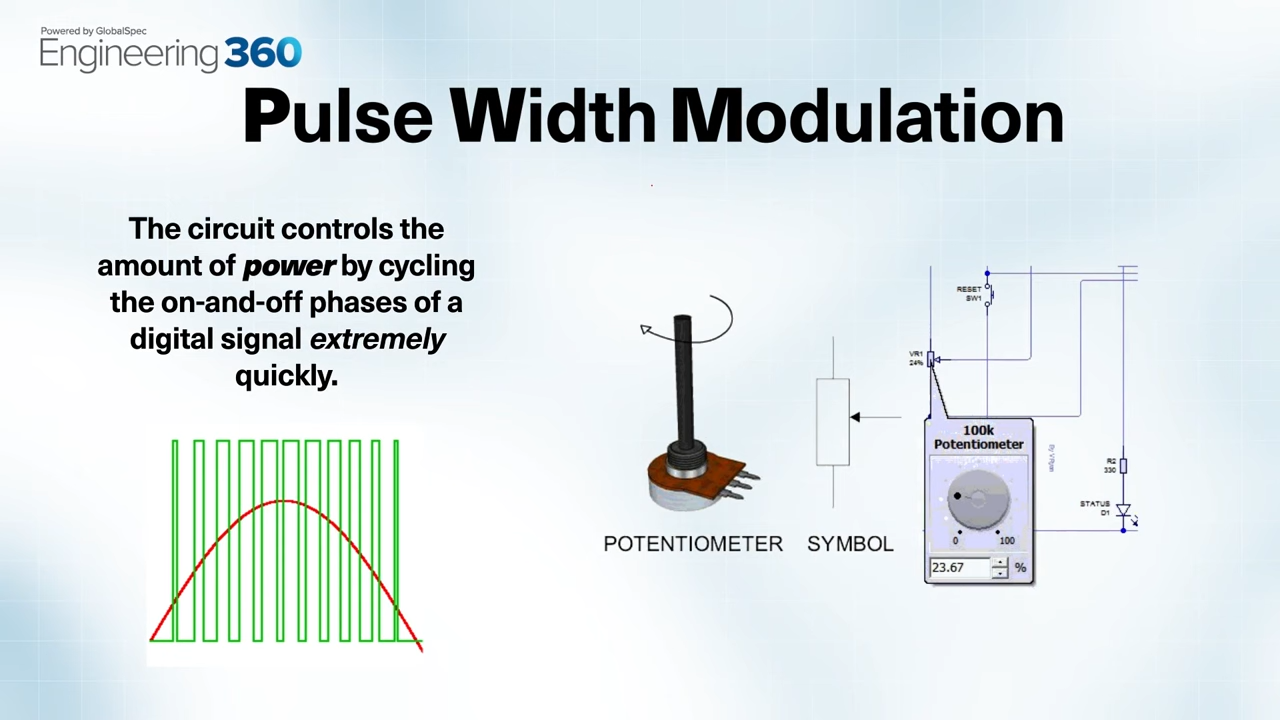 Powered by GlobalSpec
Engineering 360
Pulse Width Modulation
The circuit controls the
amount of power by cycling
the on-and-off phases of a
digital signal extremely
quickly.
POTENTIOMETER
SYMBOL
RESET
SW1
VR1
24%
100k
Potentiometer
0
100
23.67
%
R2
330
STATUS
D1